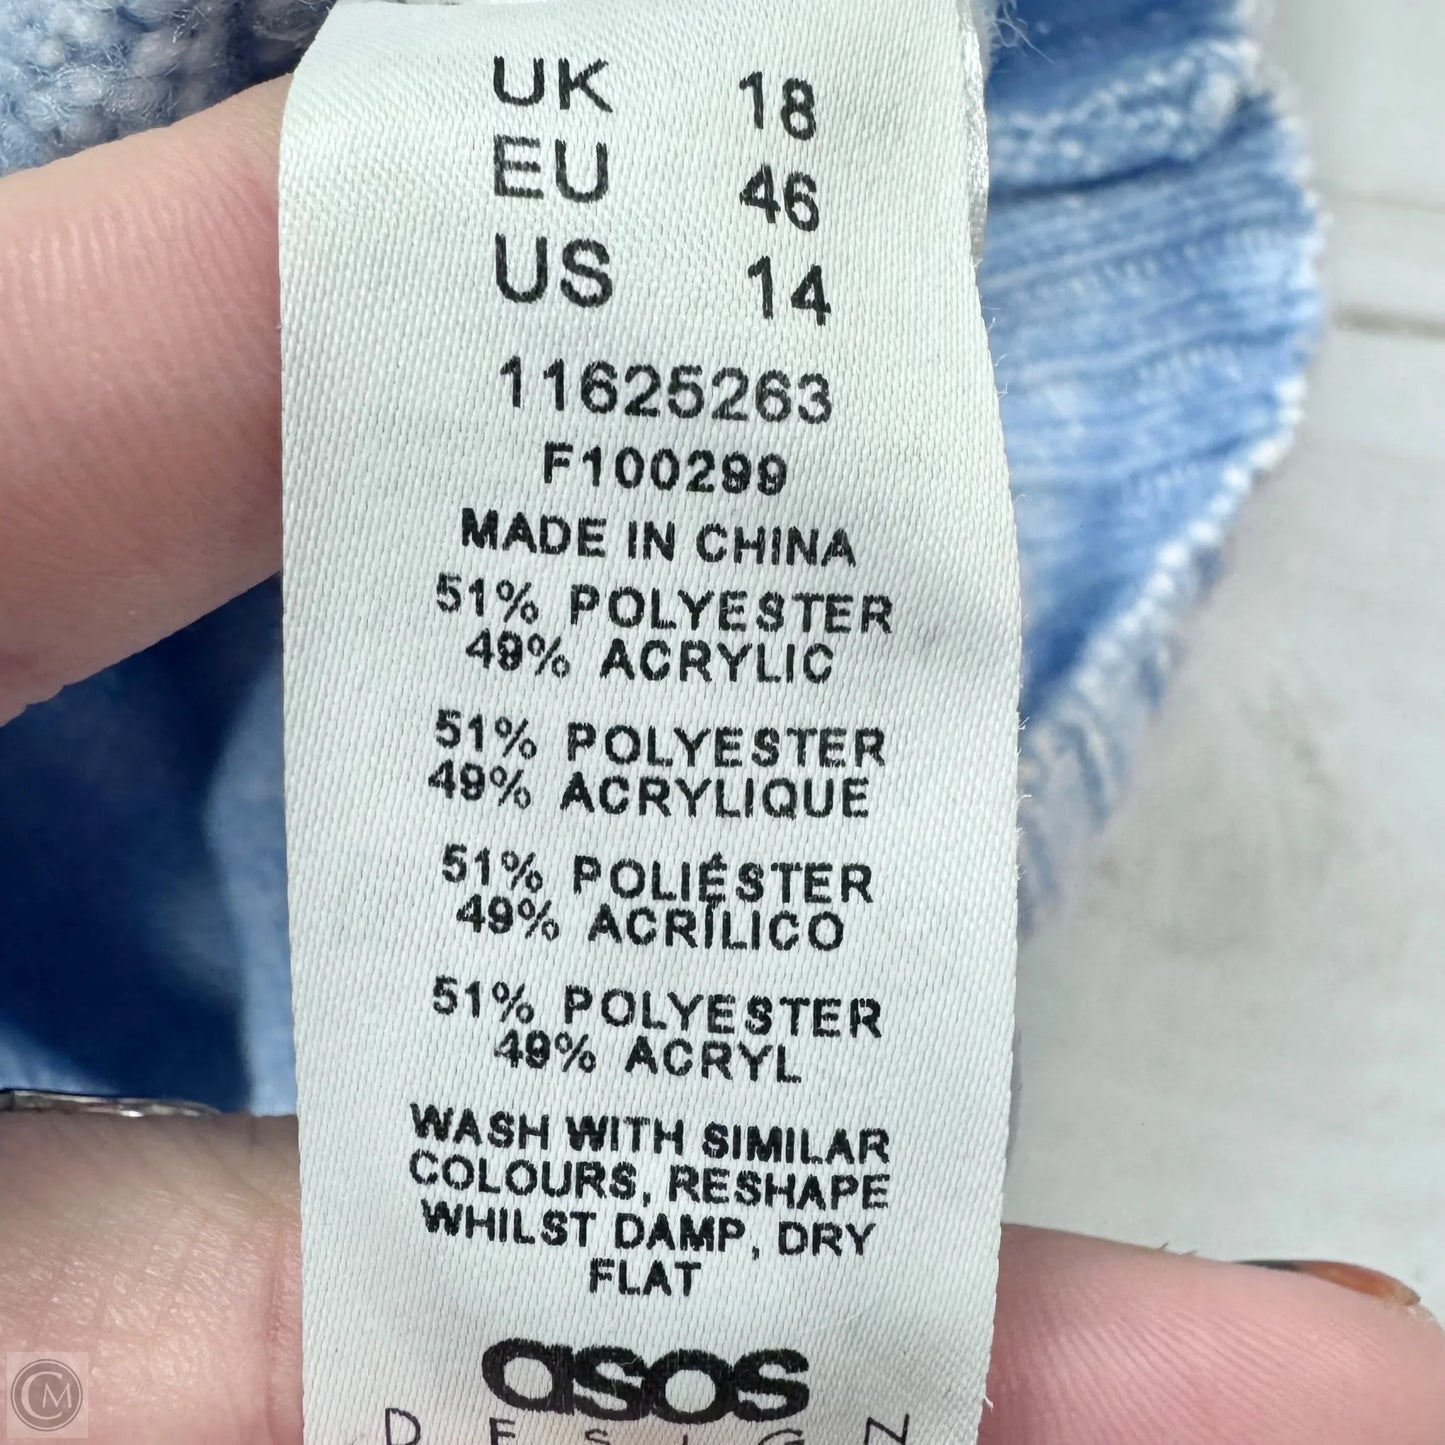 UK 18
EU 46
US 14
11625263
F100299
MADE IN CHINA
51% POLYESTER
49% ACRYLIC
51% POLYESTER
49% ACRYLIQUE
51% POLIÉSTER
49% ACRÍLICO
51% POLYESTER
49% ACRYL
WASH WITH SIMILAR
COLOURS, RESHAPE
WHILST DAMP, DRY
FLAT
asos
DESIGN
CM